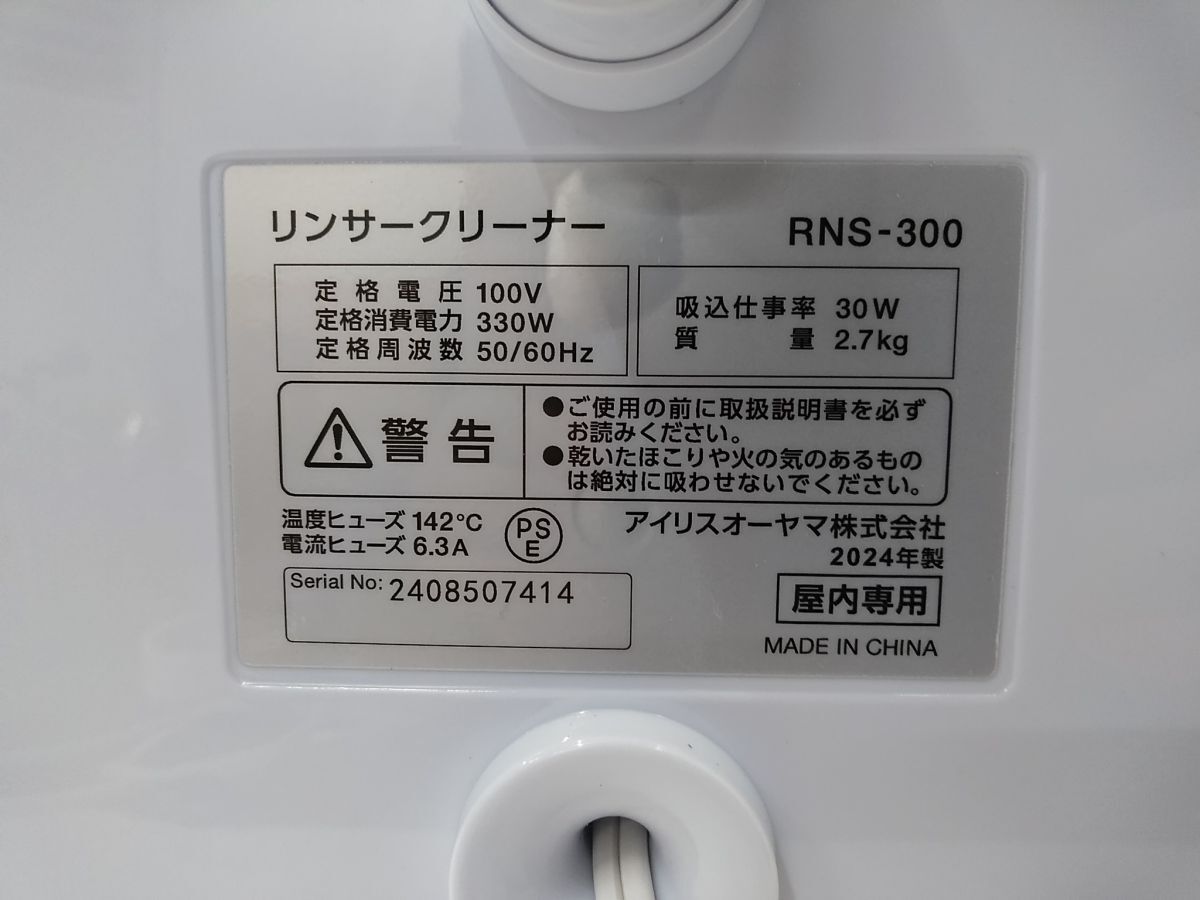 リンサークリーナー RNS-300
定格電圧 100V
定格消費電力 330W
定格周波数 50/60Hz
吸込仕事率 30W
質量 2.7kg
警告
●ご使用の前に取扱説明書を必ず
お読みください。
●乾いたほこりや火の気のあるもの
は絶対に吸わせないでください。
温度ヒューズ 142℃
電流ヒューズ 6.3A
PS
E
アイリスオーヤマ株式会社
2024年製
Serial No: 2408507414
屋内専用
MADE IN CHINA